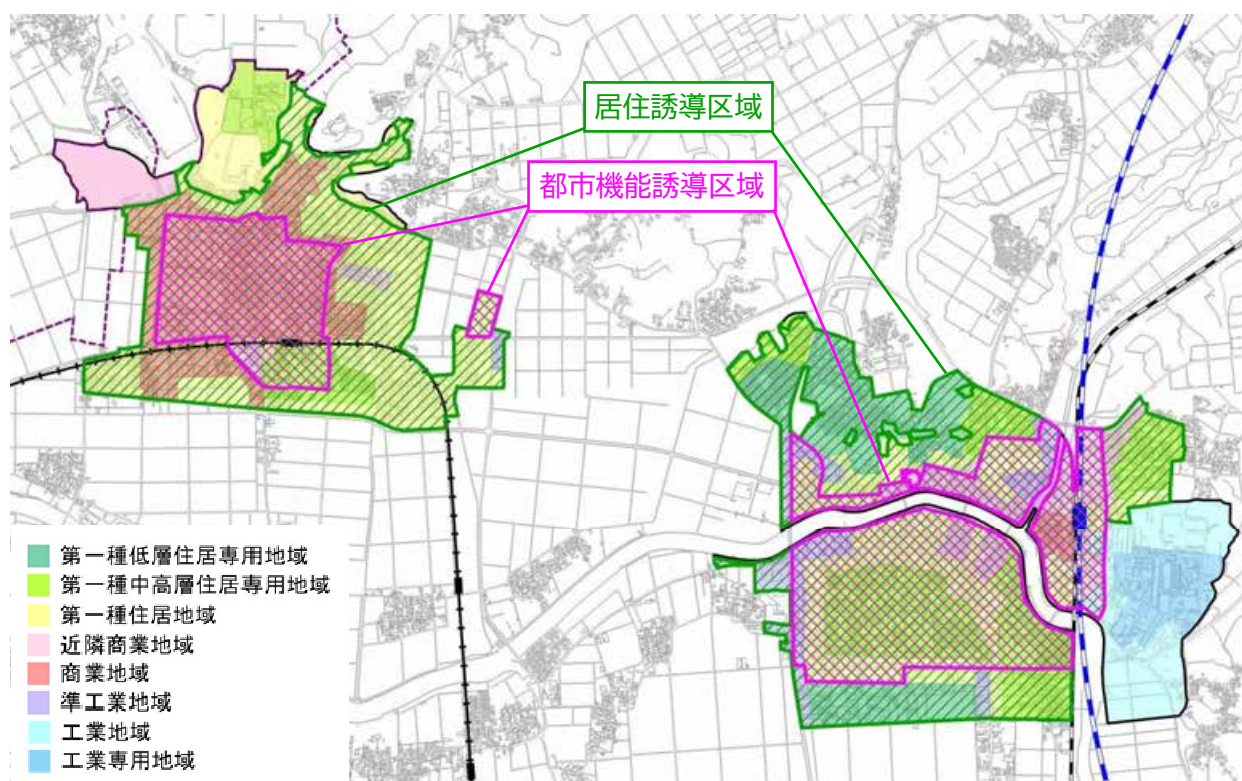 居住誘導区域
都市機能誘導区域
第一種低層住居専用地域
第一種中高層住居専用地域
第一種住居地域
近隣商業地域
商業地域
準工業地域
工業地域
工業専用地域